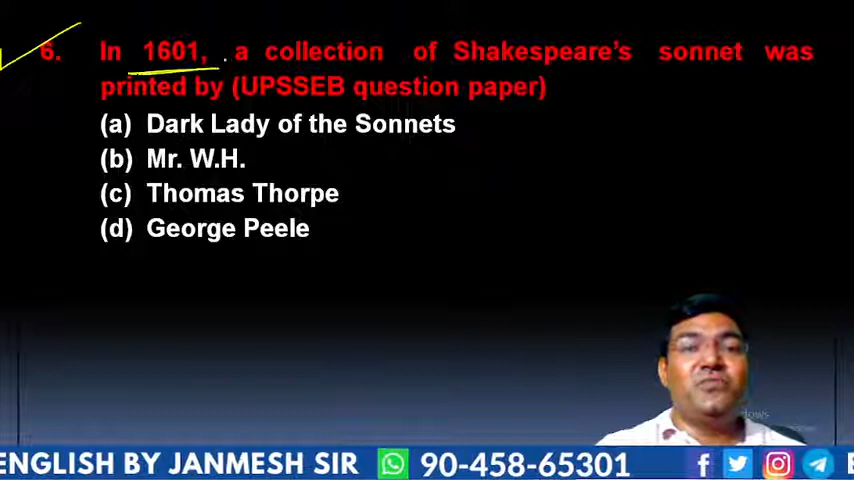 6. In 1601, a collection of Shakespeare's sonnet was
printed by (UPSSEB question paper)
(a) Dark Lady of the Sonnets
(b) Mr. W.H.
(c) Thomas Thorpe
(d) George Peele
ENGLISH BY JANMESH SIR 90-458-65301